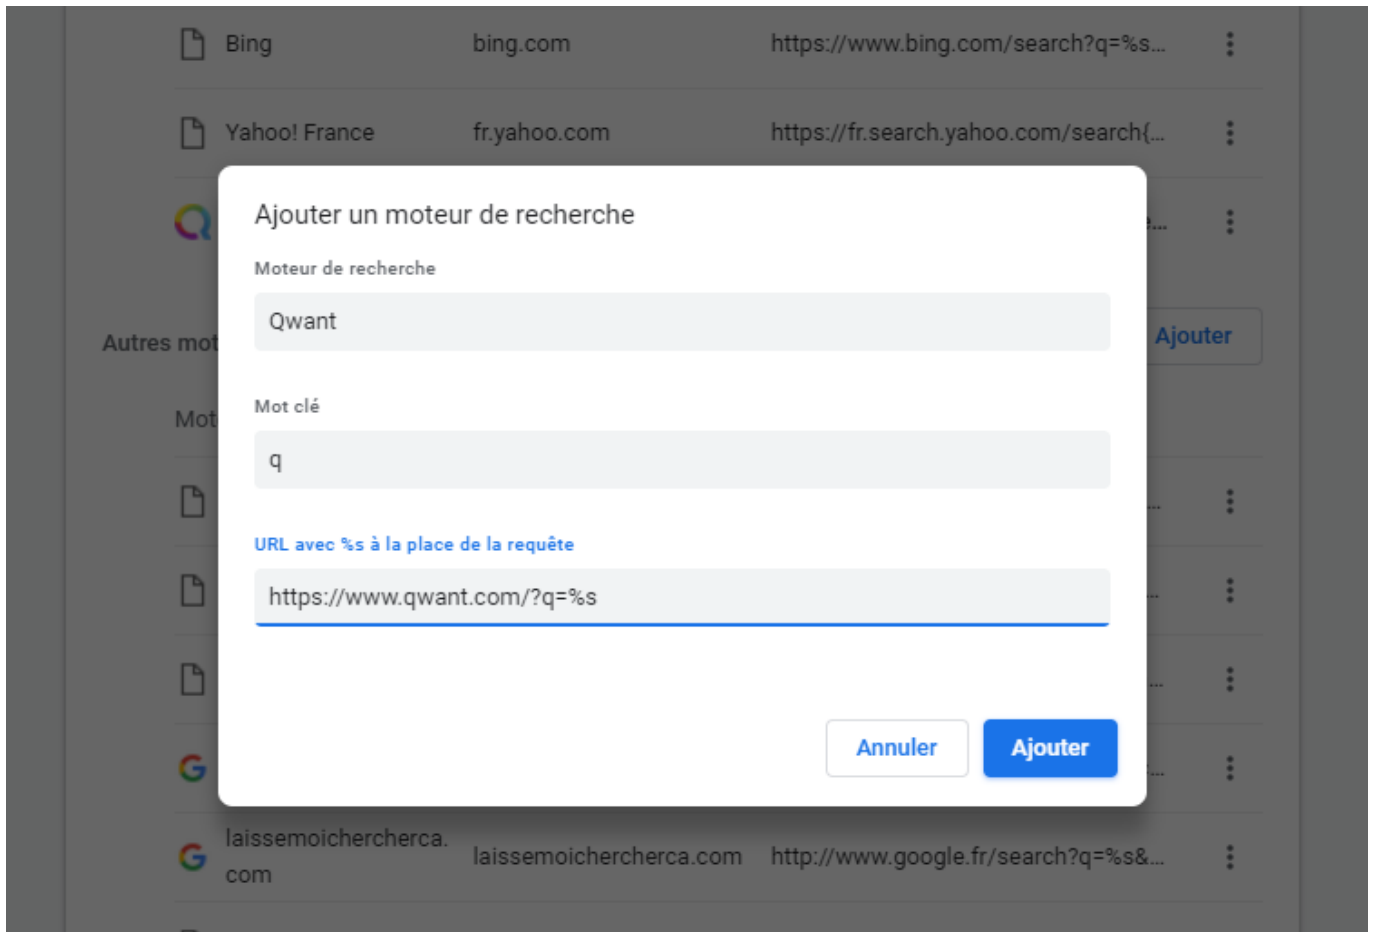 Bing bing.com https://www.bing.com/search?q=%s...
Yahoo! France fr.yahoo.com https://fr.search.yahoo.com/search{...
Ajouter un moteur de recherche
Moteur de recherche
Qwant
Autres mot
Ajouter
Mot clé
Mot
q
URL avec %s à la place de la requête
https://www.qwant.com/?q=%s
Annuler Ajouter
laissemoichercherca.
com
laissemoichercherca.com http://www.google.fr/search?q=%s&...